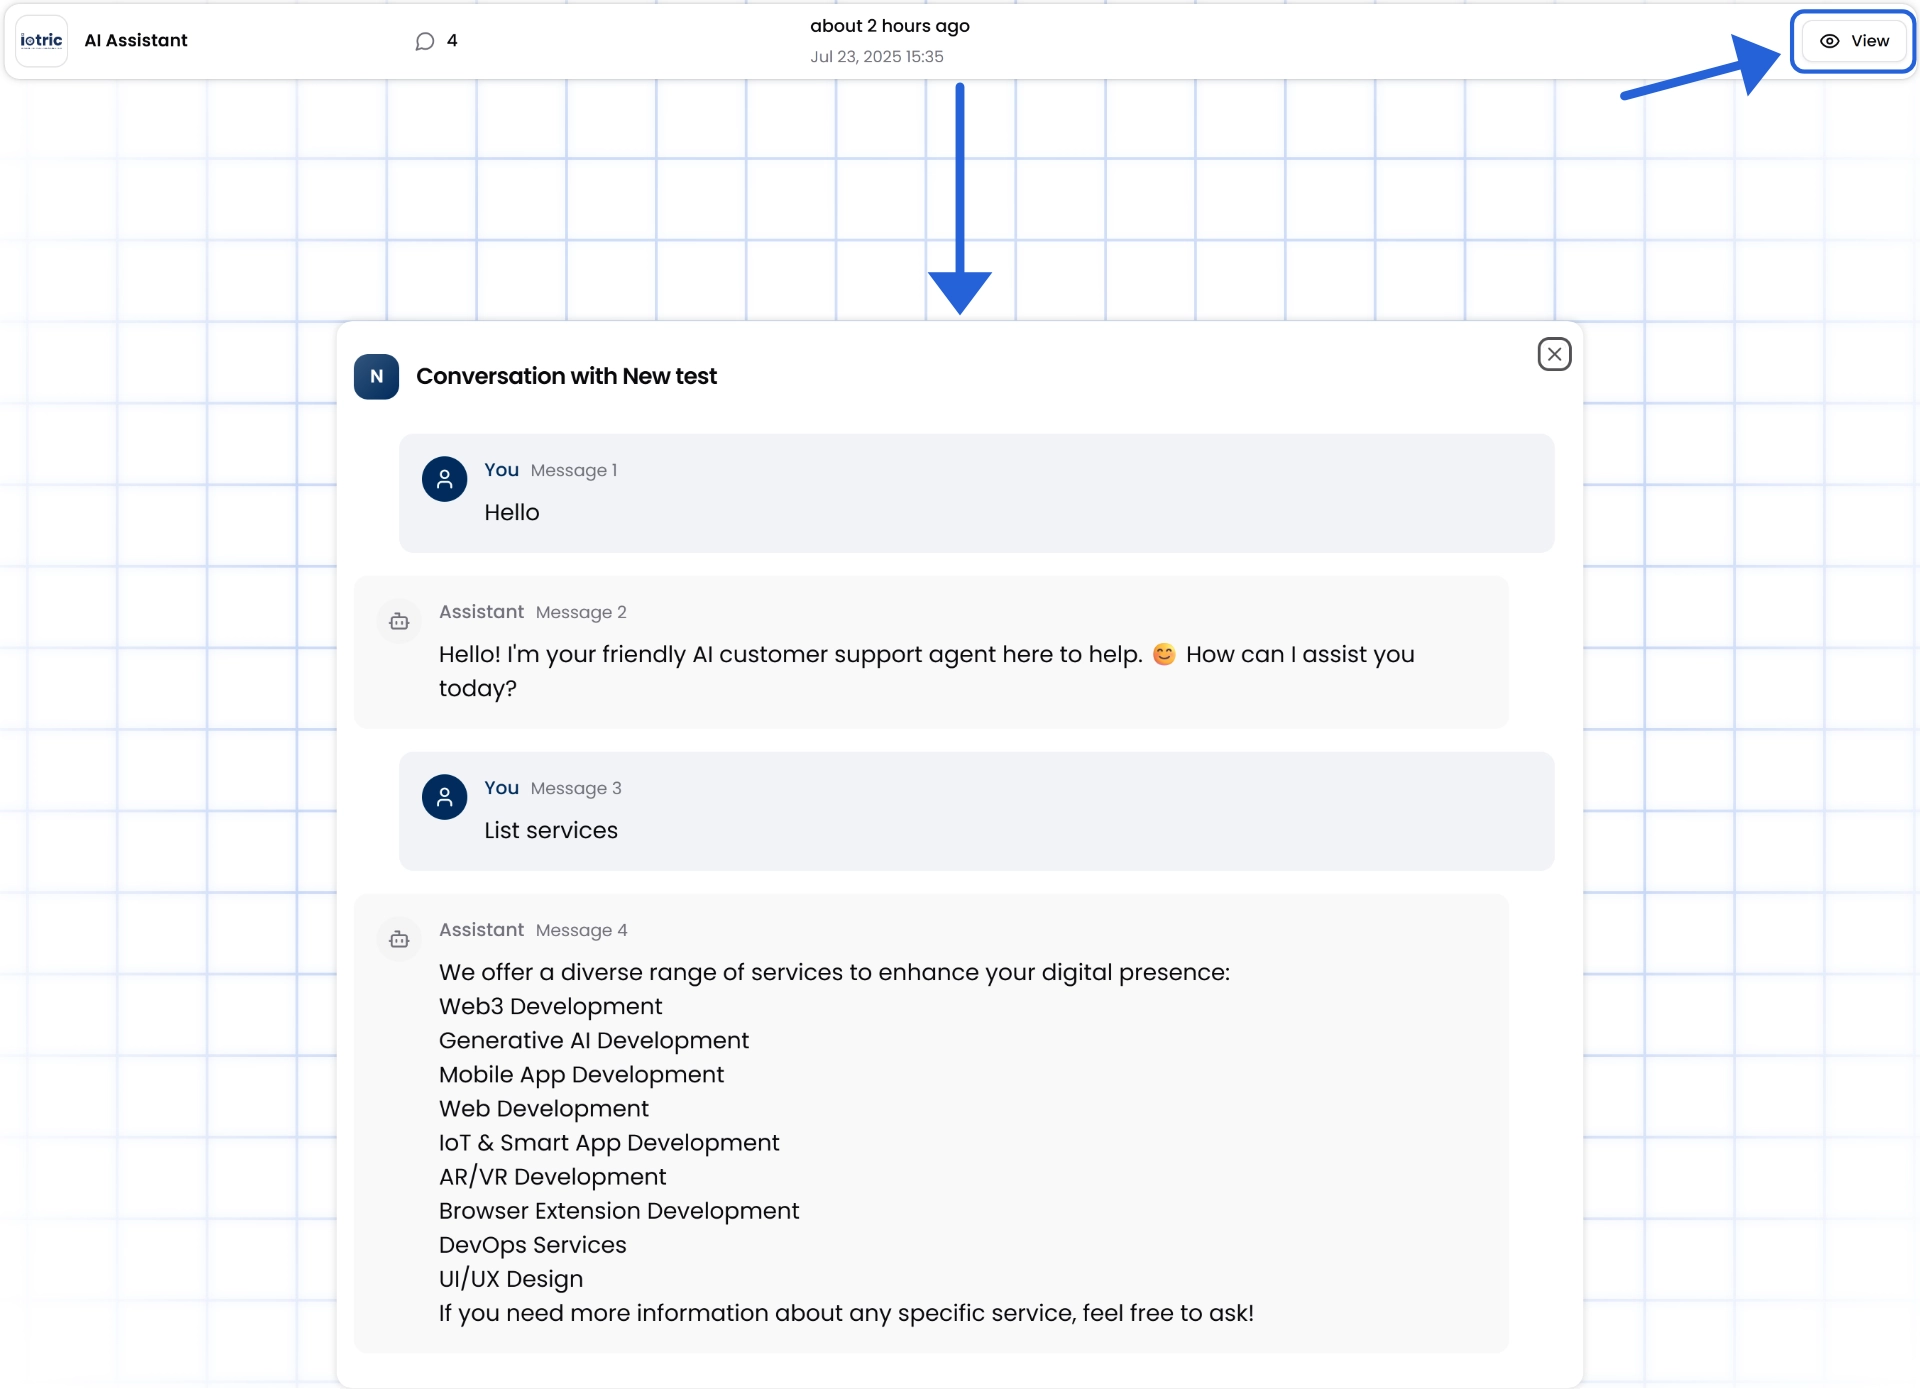 iotric
AI Assistant
4
about 2 hours ago
Jul 23, 2025 15:35
View
N
Conversation with New test
You Message 1
Hello
Assistant Message 2
Hello! I'm your friendly AI customer support agent here to help. 😊 How can I assist you
today?
You Message 3
List services
Assistant Message 4
We offer a diverse range of services to enhance your digital presence:
Web3 Development
Generative AI Development
Mobile App Development
Web Development
IoT & Smart App Development
AR/VR Development
Browser Extension Development
DevOps Services
UI/UX Design
If you need more information about any specific service, feel free to ask!